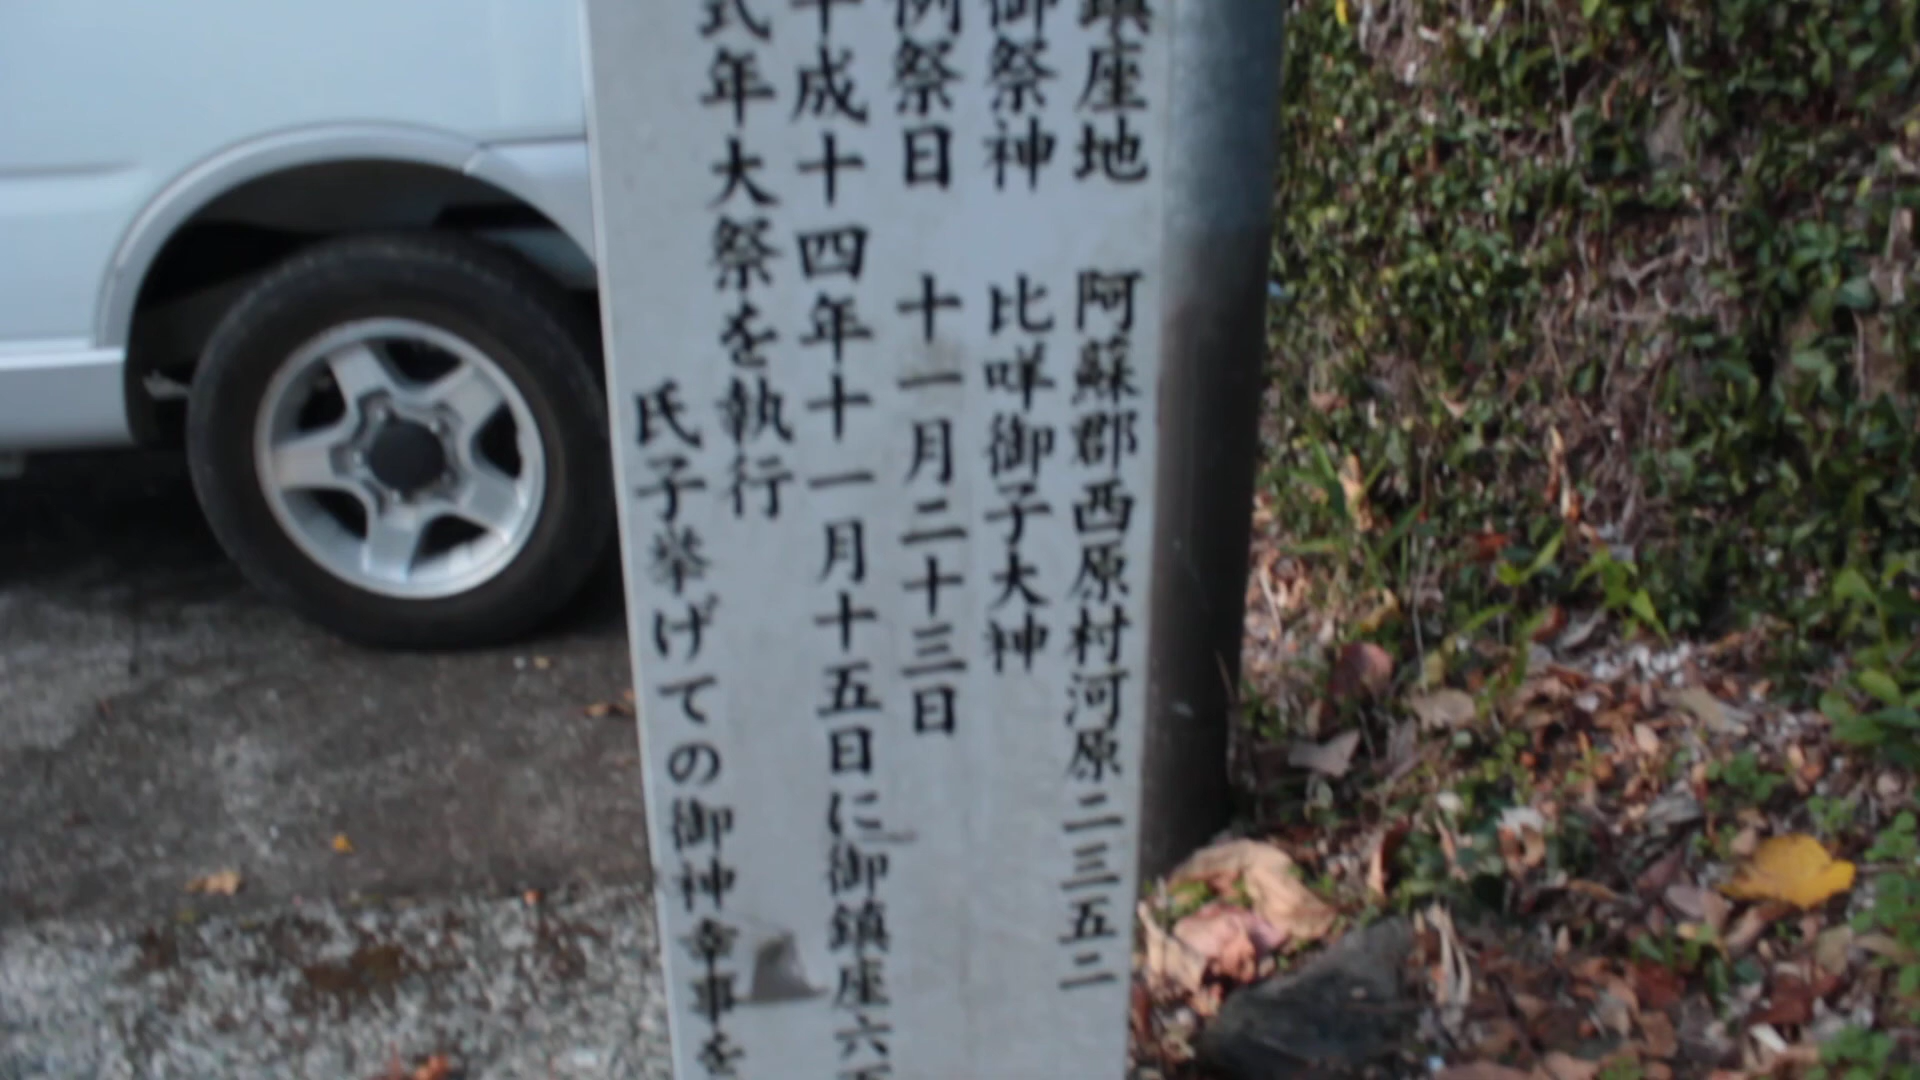 鎮座地 阿蘇郡西原村河原二三五二
御祭神 比咩御子大神
例祭日 十一月二十三日
平成十四年十一月十五日に御鎮座六
式年大祭を執行
氏子挙げての御神幸事を